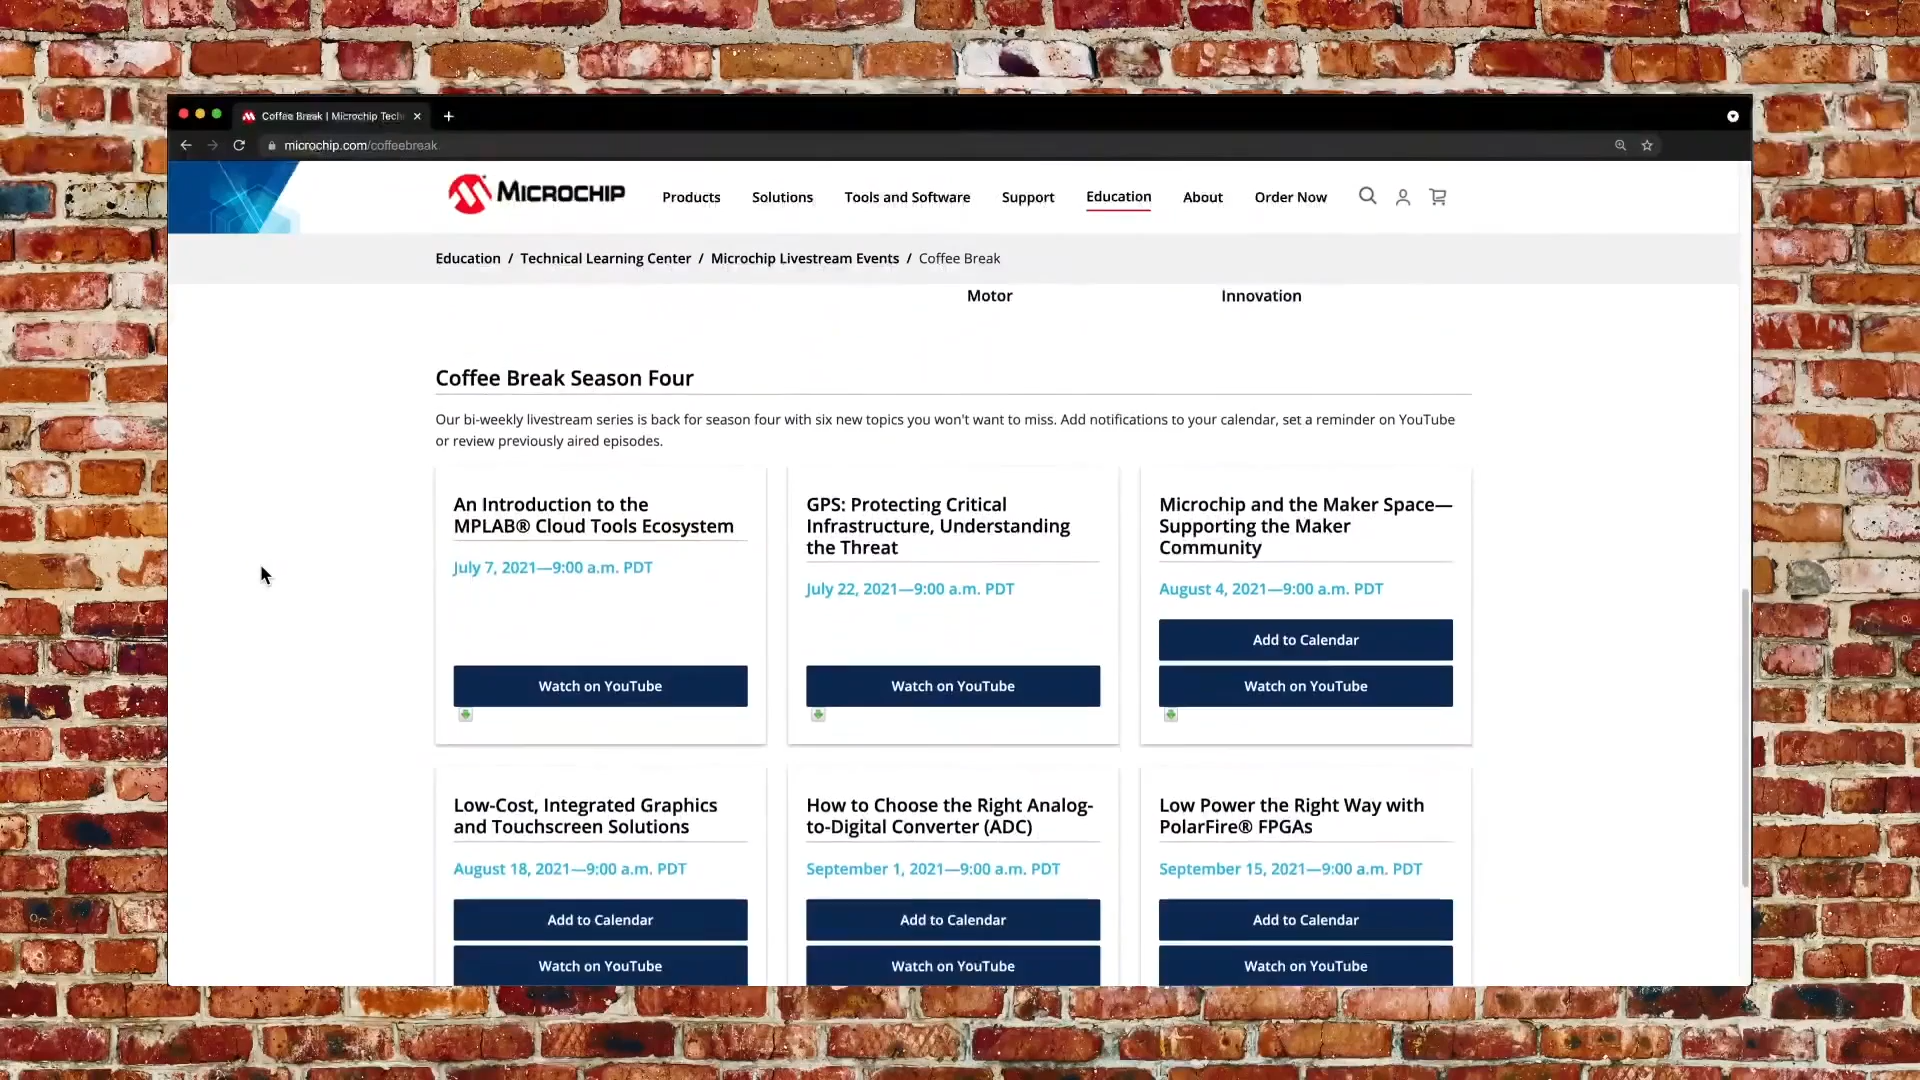 Coffee Break | Microchip Tech
microchip.com/coffeebreak
MICROCHIP
Products
Solutions
Tools and Software
Support
Education
About
Order Now
Education / Technical Learning Center / Microchip Livestream Events / Coffee Break
Motor
Innovation
Coffee Break Season Four
Our bi-weekly livestream series is back for season four with six new topics you won't want to miss. Add notifications to your calendar, set a reminder on YouTube
or review previously aired episodes.
An Introduction to the
MPLAB® Cloud Tools Ecosystem
July 7, 2021—9:00 a.m. PDT
Watch on YouTube
GPS: Protecting Critical
Infrastructure, Understanding
the Threat
July 22, 2021—9:00 a.m. PDT
Watch on YouTube
Microchip and the Maker Space—
Supporting the Maker
Community
August 4, 2021—9:00 a.m. PDT
Add to Calendar
Watch on YouTube
Low-Cost, Integrated Graphics
and Touchscreen Solutions
August 18, 2021—9:00 a.m. PDT
Add to Calendar
Watch on YouTube
How to Choose the Right Analog-
to-Digital Converter (ADC)
September 1, 2021—9:00 a.m. PDT
Add to Calendar
Watch on YouTube
Low Power the Right Way with
PolarFire® FPGAs
September 15, 2021—9:00 a.m. PDT
Add to Calendar
Watch on YouTube